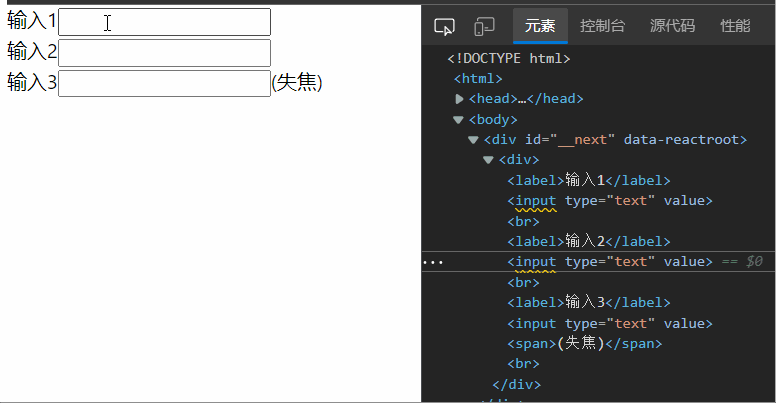 输入1
输入2
输入3 (失焦)
元素 控制台 源代码 性能
<!DOCTYPE html>
<html>
<head>…</head>
<body>
<div id="__next" data-reactroot>
<div>
<label>输入1</label>
<input type="text" value>
<br>
<label>输入2</label>
<input type="text" value> == $0
<br>
<label>输入3</label>
<input type="text" value>
<span>(失焦)</span>
<br>
</div>
</div>